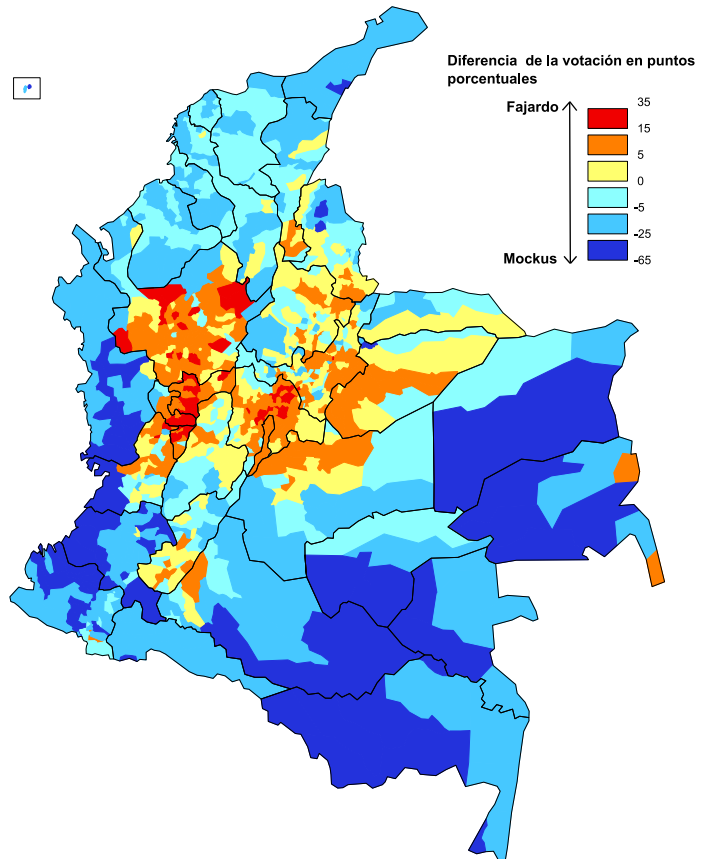 Diferencia de la votación en puntos
porcentuales
Fajardo
35
15
5
0
-5
-25
Mockus
-65